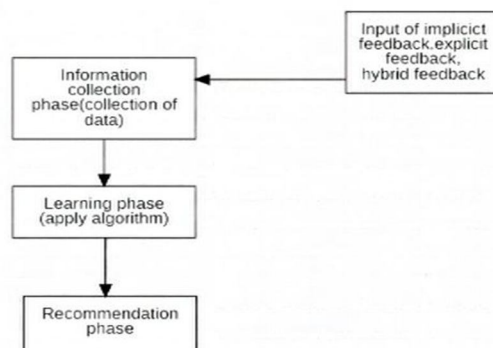 Input of implicict
feedback.explicit
feedback,
hybrid feedback
Information
collection
phase(collection of
data)
Learning phase
(apply algorithm)
Recommendation
phase